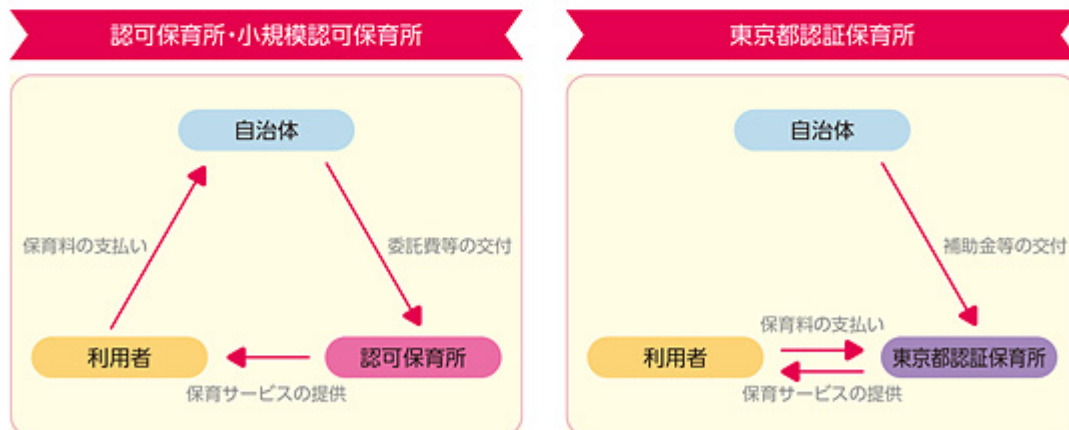 認可保育所・小規模認可保育所
自治体
保育料の支払い
委託費等の交付
利用者
認可保育所
保育サービスの提供
東京都認証保育所
自治体
補助金等の交付
保育料の支払い
利用者
東京都認証保育所
保育サービスの提供